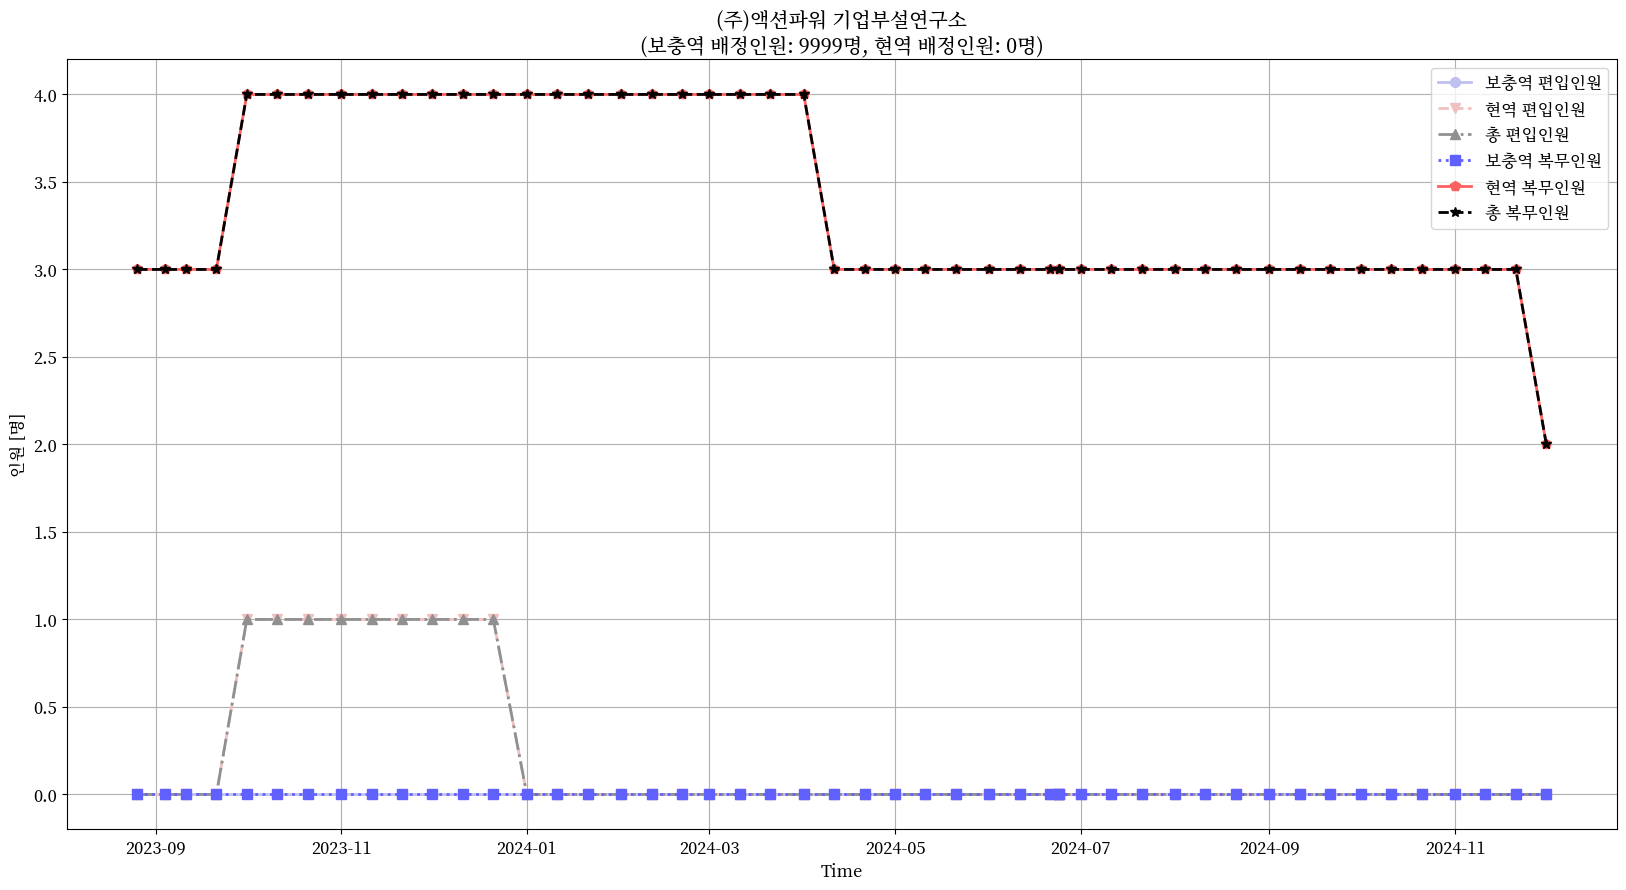 (주)액션파워 기업부설연구소
(보충역 배정인원: 9999명, 현역 배정인원: 0명)
보충역 편입인원
현역 편입인원
총 편입인원
보충역 복무인원
현역 복무인원
총 복무인원
4.0
3.5
3.0
2.5
2.0
1.5
1.0
0.5
0.0
인원 [명]
2023-09 2023-11 2024-01 2024-03 2024-05 2024-07 2024-09 2024-11
Time